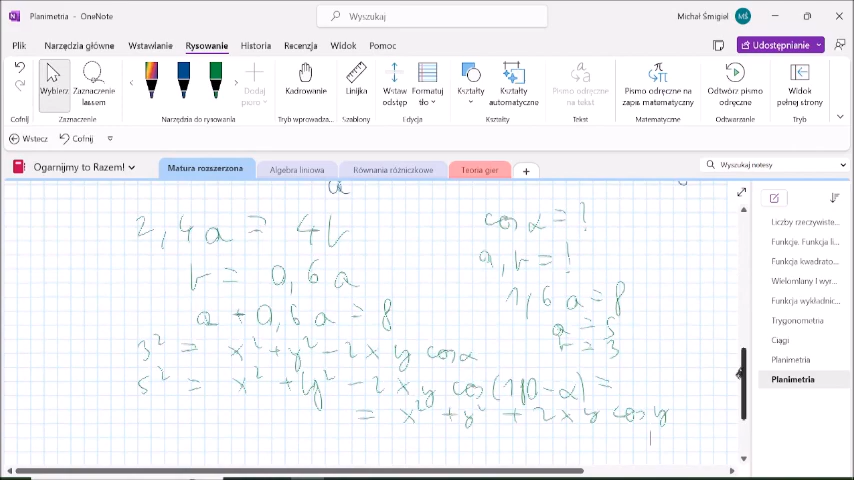 Planimetria - OneNote
Wyszukaj
Michał Śmigiel
MŚ
Plik Narzędzia główne Wstawlanie Rysowanie Historia Recenzja Widok Pomoc
Udostępnianie
Wybierz
Zaznaczenie lassem
Dodaj pióro
Kadrowanie
Linijka
Wstaw odstęp
Formatuj tło
Kształty
Kształty automatyczne
Pismo odręczne na tekst
Pismo odręczne na zapis matematyczny
Odtwórz pismo odręczne
Widok pełnej strony
Cofnij Zaznaczenie Narzędzia do rysowania Tryb wprowadza... Szablony Edycja Kształty Tekst Matematyczne Odtwarzanie Tryb
Wstecz Cofnij
Ogarnijmy to Razem!
Matura rozszerzona
Algebra liniowa
Równania różniczkowe
Teoria gier
+
Wyszukaj notesy
a
2,4a = 4b
b = 0,6 a
a + 0,6 a = 8
3² = x² + y² - 2xy cosα
5² = x² + y² - 2xy cos(180-α) =
= x² + y² + 2xy cos y
cos α = ?
a, b = !
1,6 a = 8
a = 5
b = 3
Liczby rzeczywiste...
Funkcje. Funkcja li...
Funkcja kwadrato...
Wielomiany i wyr...
Funkcja wykładnic...
Trygonometria
Ciągi
Planimetria
Planimetria